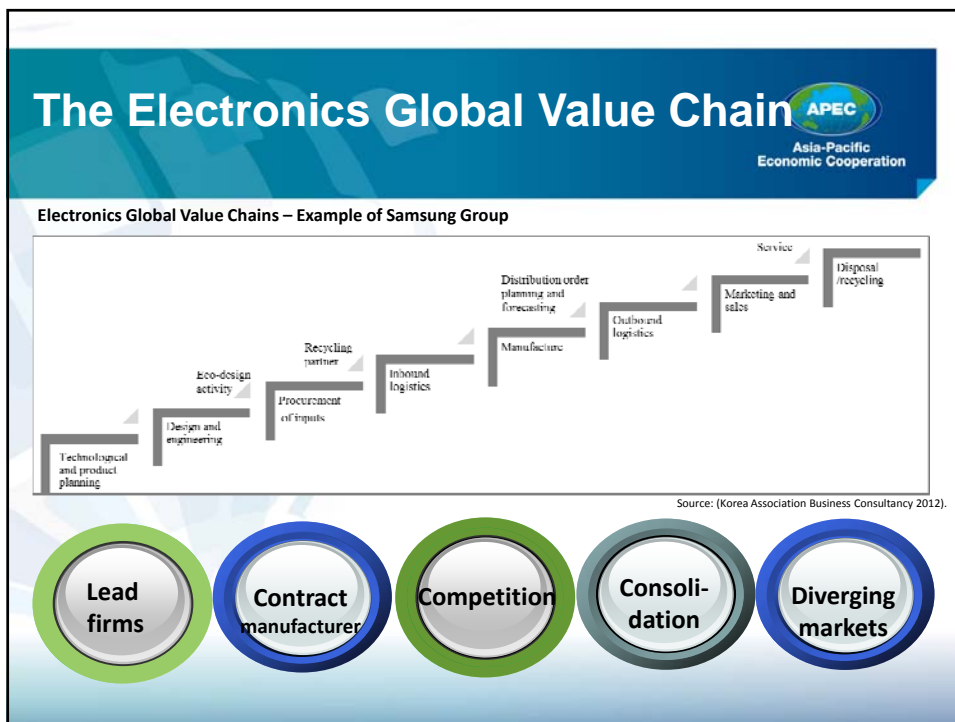 The Electronics Global Value Chain
APEC
Asia-Pacific
Economic Cooperation
Electronics Global Value Chains – Example of Samsung Group
Technological
and product
planning
Design and
engineering
Eco-design
activity
Procurement
of inputs
Recycling
partner
Inbound
logistics
Distribution order
planning and
forecasting
Manufacture
Outbound
logistics
Marketing and
sales
Service
Disposal
/recycling
Source: (Korea Association Business Consultancy 2012).
Lead
firms
Contract
manufacturer
Competition
Consoli-
dation
Diverging
markets